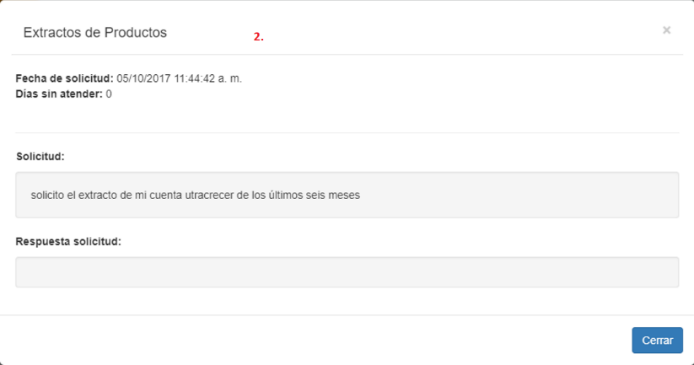 Extractos de Productos 2. ×
Fecha de solicitud: 05/10/2017 11:44:42 a. m.
Dias sin atender: 0
Solicitud:
solicito el extracto de mi cuenta utracrecer de los últimos seis meses
Respuesta solicitud:
Cerrar